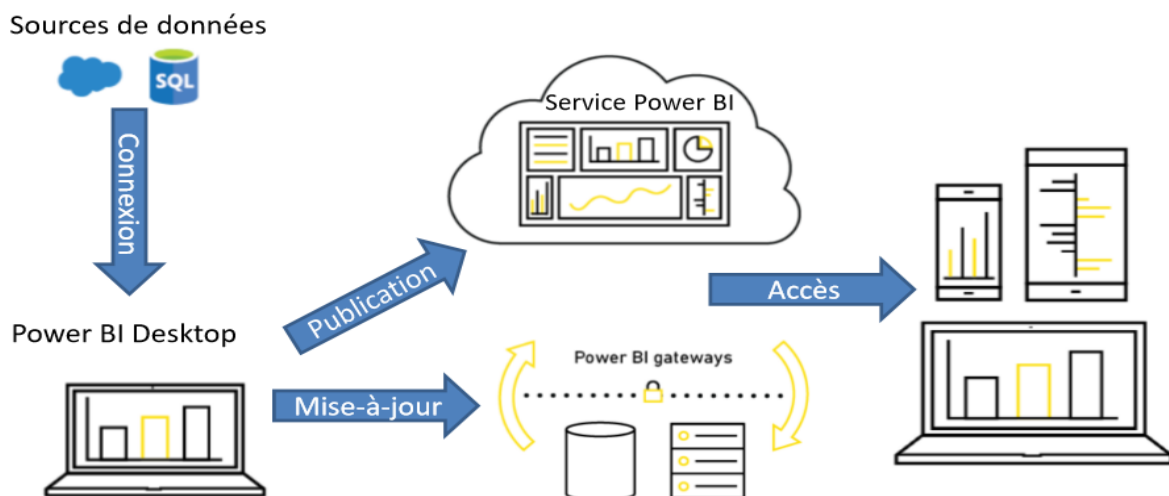 Sources de données
SQL
Connexion
Service Power BI
Publication
Accès
Power BI Desktop
Power BI gateways
Mise-à-jour